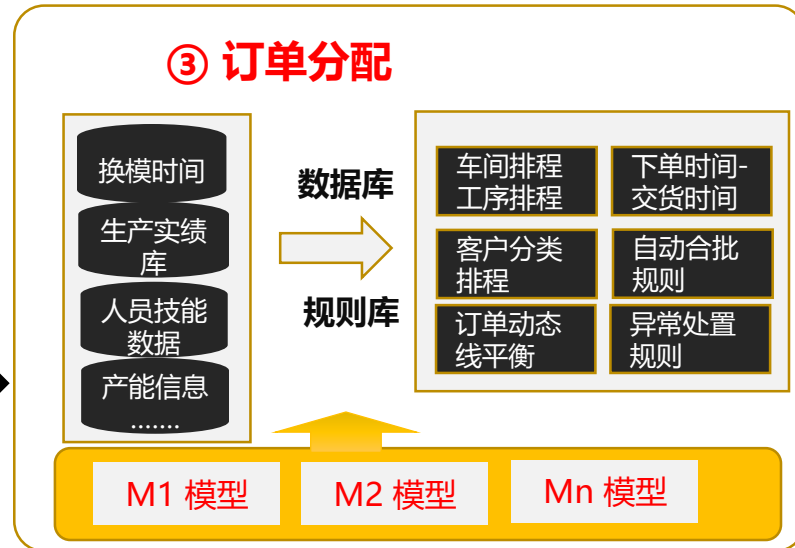 ③ 订单分配
换模时间
生产实绩
库
人员技能
数据
产能信息
.......
数据库
规则库
车间排程
工序排程
下单时间-
交货时间
客户分类
排程
自动合批
规则
订单动态
线平衡
异常处置
规则
M1 模型
M2 模型
Mn 模型